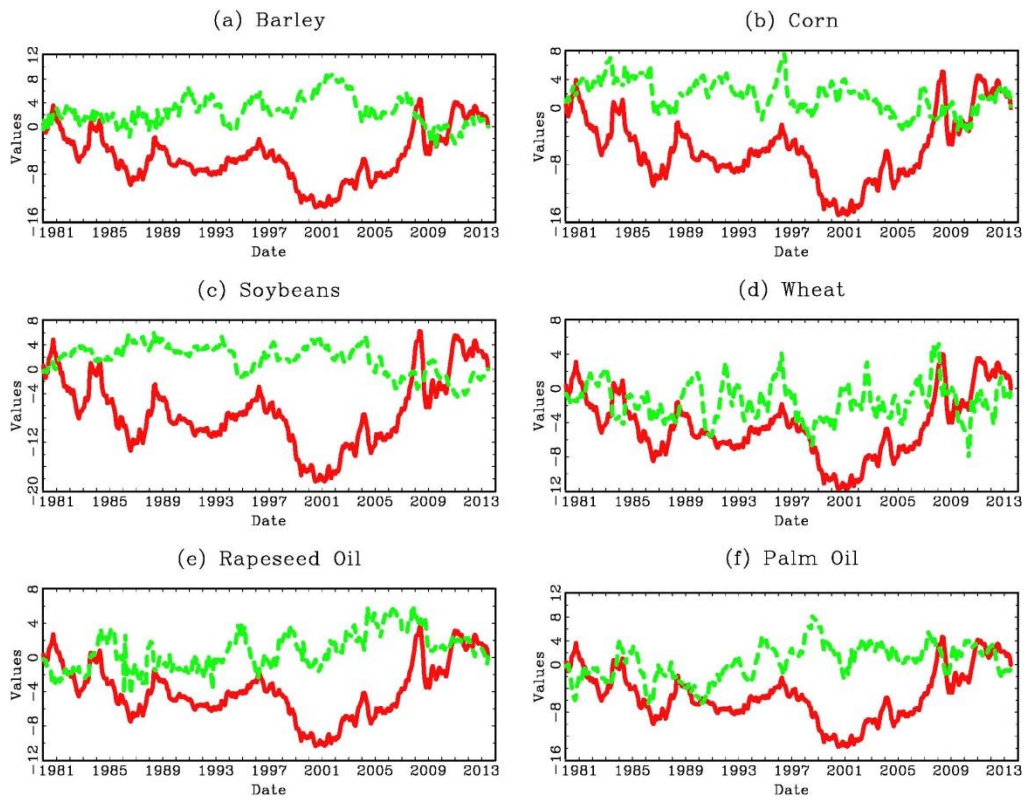 (a) Barley
Values
12
8
4
0
-8
-16
1981 1985 1989 1993 1997 2001 2005 2009 2013
Date
(b) Corn
Values
8
4
0
-8
-16
1981 1985 1989 1993 1997 2001 2005 2009 2013
Date
(c) Soybeans
Values
8
4
0
-4
-12
-20
1981 1985 1989 1993 1997 2001 2005 2009 2013
Date
(d) Wheat
Values
8
4
0
-4
-8
-12
1981 1985 1989 1993 1997 2001 2005 2009 2013
Date
(e) Rapeseed Oil
Values
8
4
0
-4
-8
-12
1981 1985 1989 1993 1997 2001 2005 2009 2013
Date
(f) Palm Oil
Values
12
8
4
0
-8
-16
1981 1985 1989 1993 1997 2001 2005 2009 2013
Date